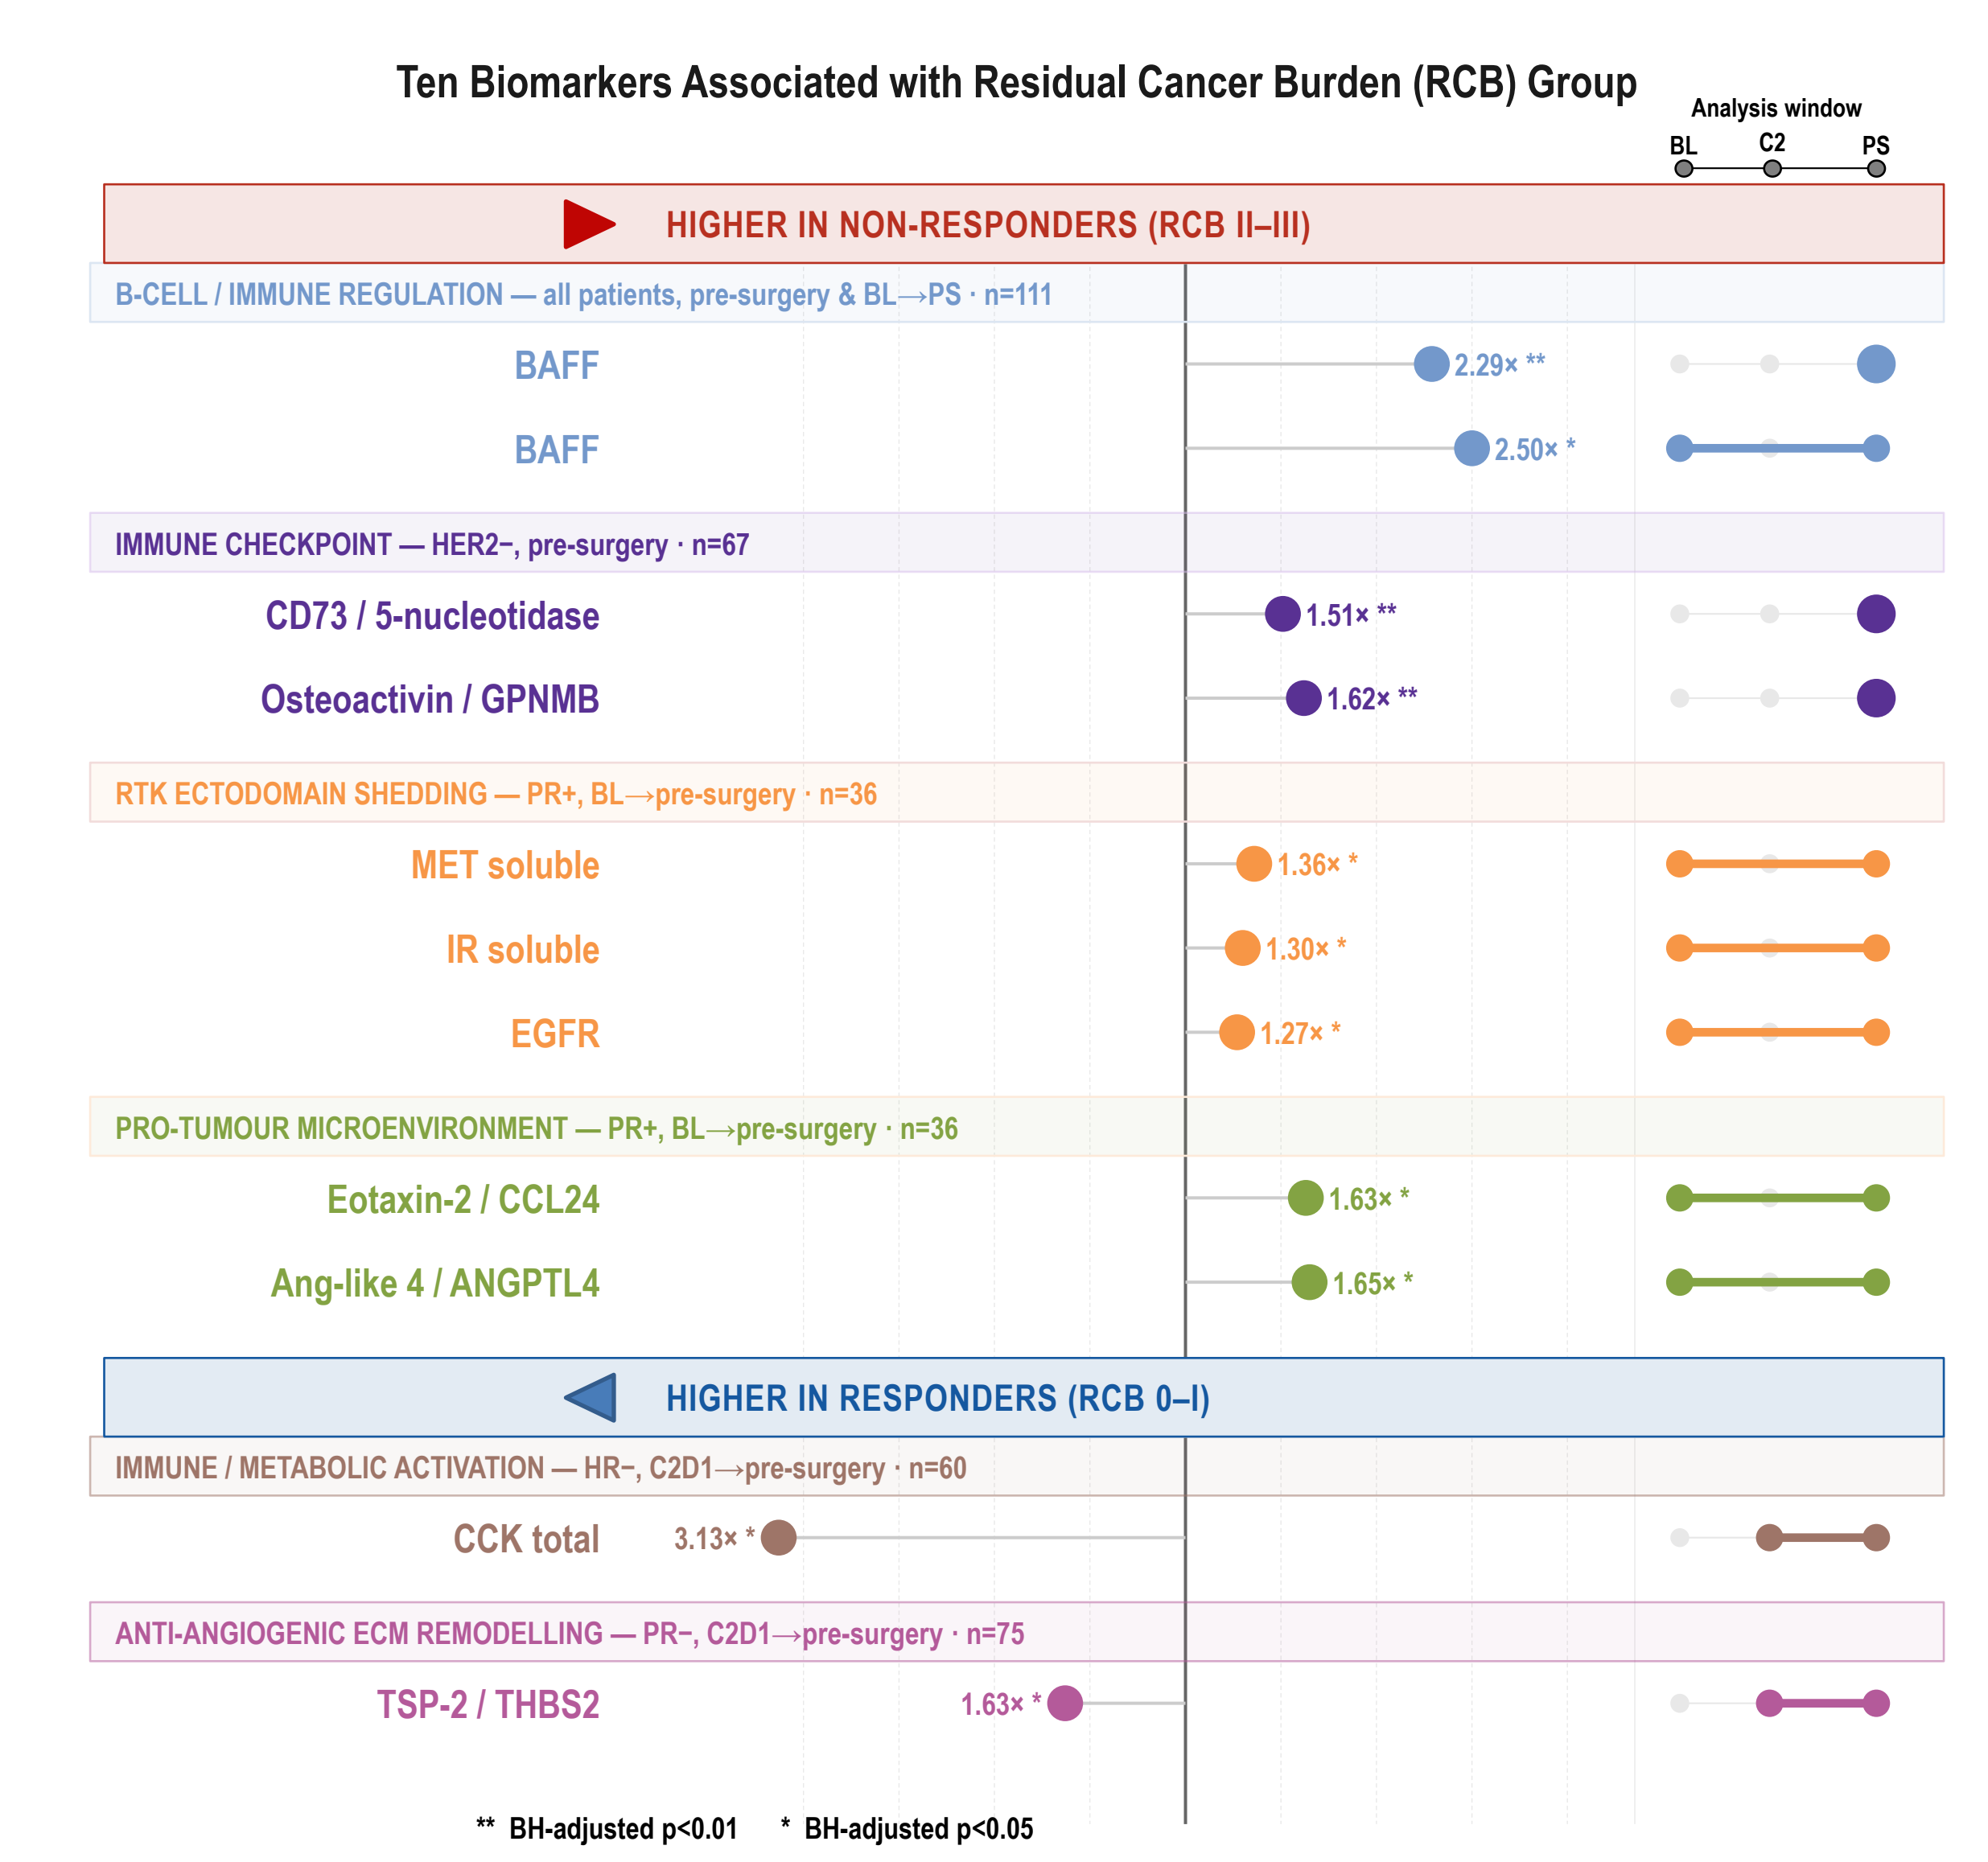 Ten Biomarkers Associated with Residual Cancer Burden (RCB) Group
Analysis window
BL C2 PS
HIGHER IN NON-RESPONDERS (RCB II–III)
B-CELL / IMMUNE REGULATION — all patients, pre-surgery & BL→PS · n=111
BAFF 2.29× **
BAFF 2.50× *
IMMUNE CHECKPOINT — HER2−, pre-surgery · n=67
CD73 / 5-nucleotidase 1.51× **
Osteoactivin / GPNMB 1.62× **
RTK ECTODOMAIN SHEDDING — PR+, BL→pre-surgery · n=36
MET soluble 1.36× *
IR soluble 1.30× *
EGFR 1.27× *
PRO-TUMOUR MICROENVIRONMENT — PR+, BL→pre-surgery · n=36
Eotaxin-2 / CCL24 1.63× *
Ang-like 4 / ANGPTL4 1.65× *
HIGHER IN RESPONDERS (RCB 0–I)
IMMUNE / METABOLIC ACTIVATION — HR−, C2D1→pre-surgery · n=60
CCK total 3.13× *
ANTI-ANGIOGENIC ECM REMODELLING — PR−, C2D1→pre-surgery · n=75
TSP-2 / THBS2 1.63× *
** BH-adjusted p<0.01 * BH-adjusted p<0.05